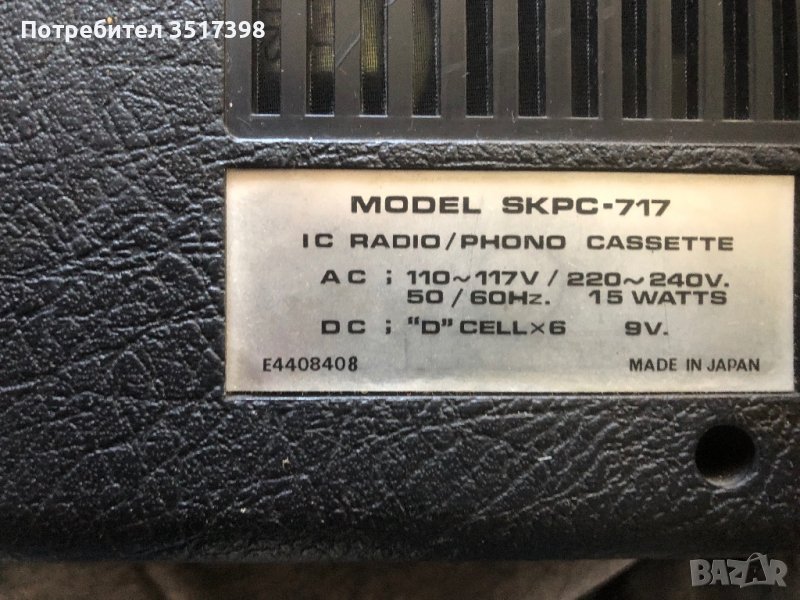 Потребител 3517398
MODEL SKPC-717
IC RADIO/PHONO CASSETTE
AC ; 110~117V / 220~240V.
50 / 60Hz. 15 WATTS
DC ; "D" CELL×6 9V.
E4408408 MADE IN JAPAN
BAZAR